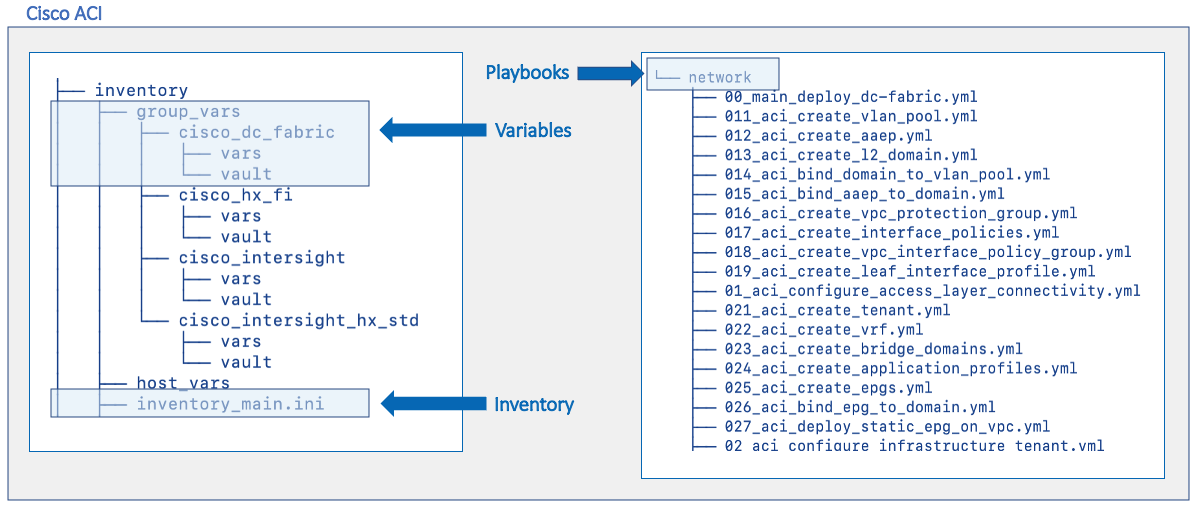 Cisco ACI
inventory
group_vars
cisco_dc_fabric
vars
vault
cisco_hx_fi
vars
vault
cisco_intersight
vars
vault
cisco_intersight_hx_std
vars
vault
host_vars
inventory_main.ini
Playbooks
Variables
Inventory
network
00_main_deploy_dc-fabric.yml
011_aci_create_vlan_pool.yml
012_aci_create_aaep.yml
013_aci_create_l2_domain.yml
014_aci_bind_domain_to_vlan_pool.yml
015_aci_bind_aaep_to_domain.yml
016_aci_create_vpc_protection_group.yml
017_aci_create_interface_policies.yml
018_aci_create_vpc_interface_policy_group.yml
019_aci_create_leaf_interface_profile.yml
01_aci_configure_access_layer_connectivity.yml
021_aci_create_tenant.yml
022_aci_create_vrf.yml
023_aci_create_bridge_domains.yml
024_aci_create_application_profiles.yml
025_aci_create_epgs.yml
026_aci_bind_epg_to_domain.yml
027_aci_deploy_static_epg_on_vpc.yml
02_aci_configure_infrastructure_tenant.yml